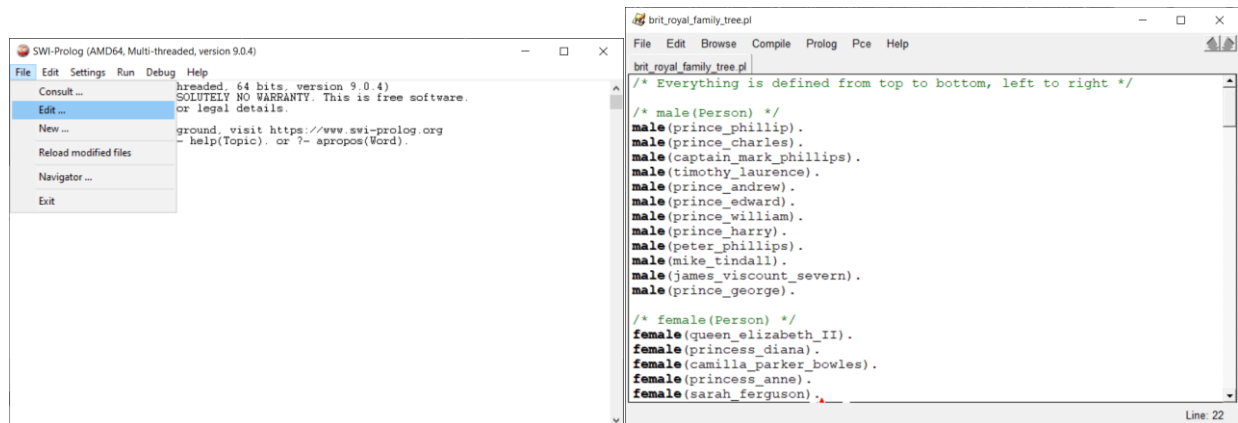 SWI-Prolog (AMD64, Multi-threaded, version 9.0.4)
File Edit Settings Run Debug Help
hreaded, 64 bits, version 9.0.4)
SOLUTELY NO WARRANTY. This is free software.
or legal details.
ground, visit https://www.swi-prolog.org
- help(Topic). or ?- apropos(Word).
Consult ...
Edit ...
New ...
Reload modified files
Navigator ...
Exit
brit_royal_family_tree.pl
File Edit Browse Compile Prolog Pce Help
brit_royal_family_tree.pl
/* Everything is defined from top to bottom, left to right */
/* male(Person) */
male(prince_phillip).
male(prince_charles).
male(captain_mark_phillips).
male(timothy_laurence).
male(prince_andrew).
male(prince_edward).
male(prince_william).
male(prince_harry).
male(peter_phillips).
male(mike_tindall).
male(james_viscount_severn).
male(prince_george).
/* female(Person) */
female(queen_elizabeth_II).
female(princess_diana).
female(camilla_parker_bowles).
female(princess_anne).
female(sarah_ferguson).
Line: 22